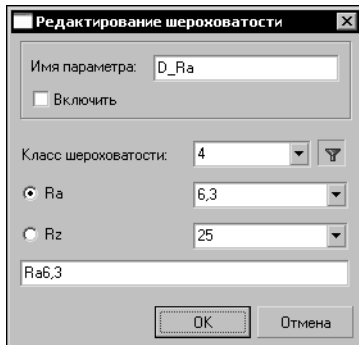 Редактирование шероховатости
Имя параметра: D_Ra
Включить
Класс шероховатости: 4
Ra 6,3
Rz 25
Ra6,3
OK Отмена